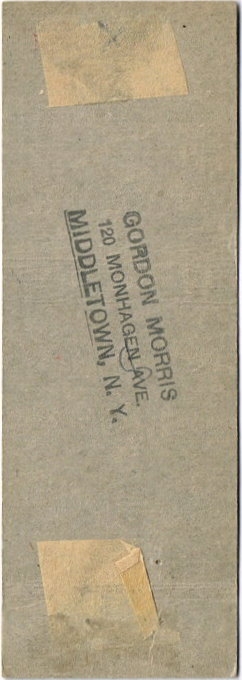 GORDON MORRIS
120 MONHAGEN AVE.
MIDDLETOWN, N. Y.